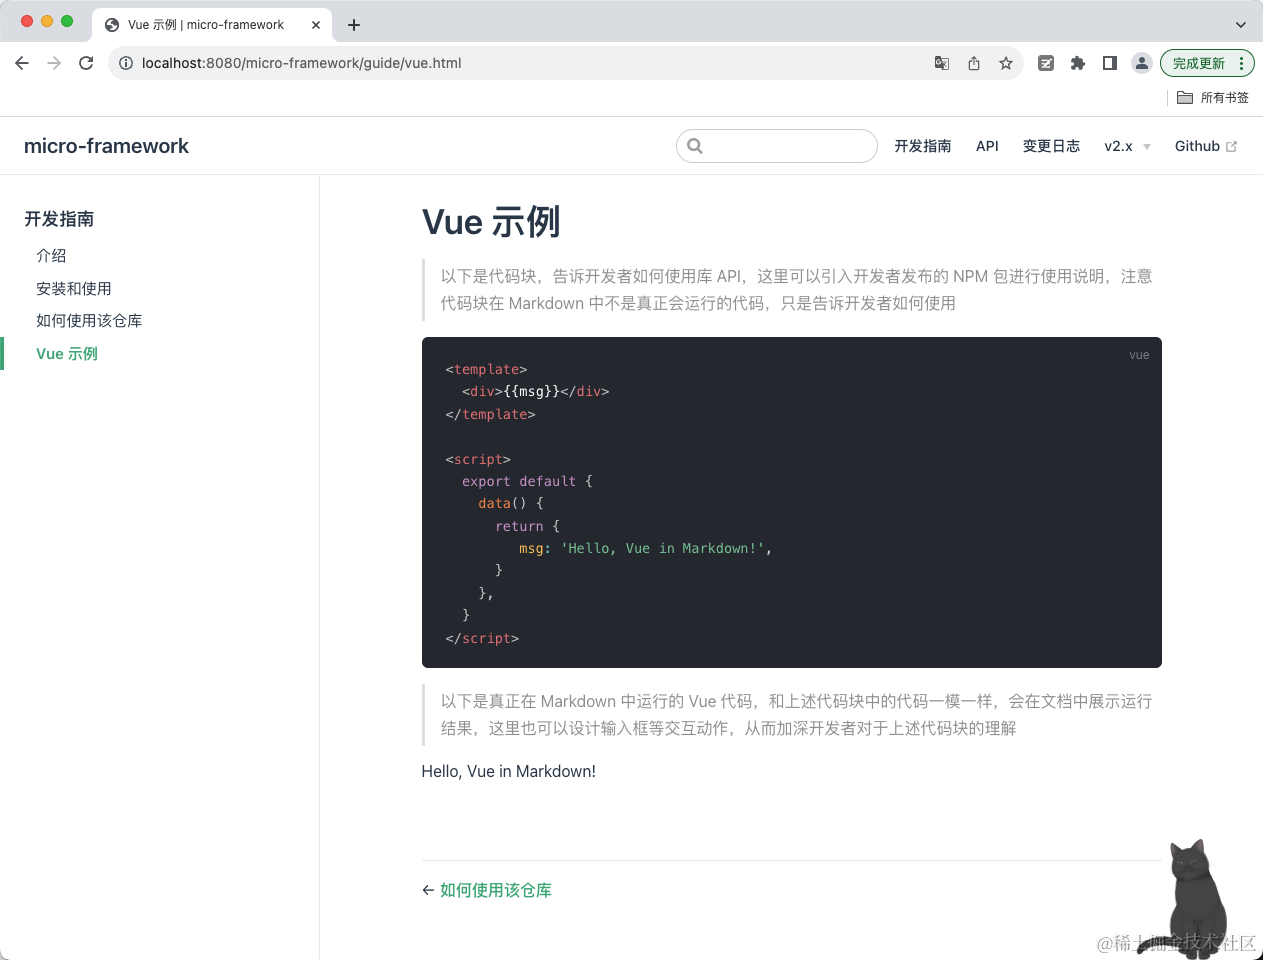 Vue 示例 | micro-framework
localhost:8080/micro-framework/guide/vue.html
完成更新
所有书签
micro-framework
开发指南
API
变更日志
v2.x
Github
开发指南
介绍
安装和使用
如何使用该仓库
Vue 示例
Vue 示例
以下是代码块，告诉开发者如何使用库 API，这里可以引入开发者发布的 NPM 包进行使用说明，注意
代码块在 Markdown 中不是真正会运行的代码，只是告诉开发者如何使用
vue
<template>
  <div>{{msg}}</div>
</template>
<script>
  export default {
    data() {
      return {
         msg: 'Hello, Vue in Markdown!',
      }
    },
  }
</script>
以下是真正在 Markdown 中运行的 Vue 代码，和上述代码块中的代码一模一样，会在文档中展示运行
结果，这里也可以设计输入框等交互动作，从而加深开发者对于上述代码块的理解
Hello, Vue in Markdown!
← 如何使用该仓库
@稀土掘金技术社区